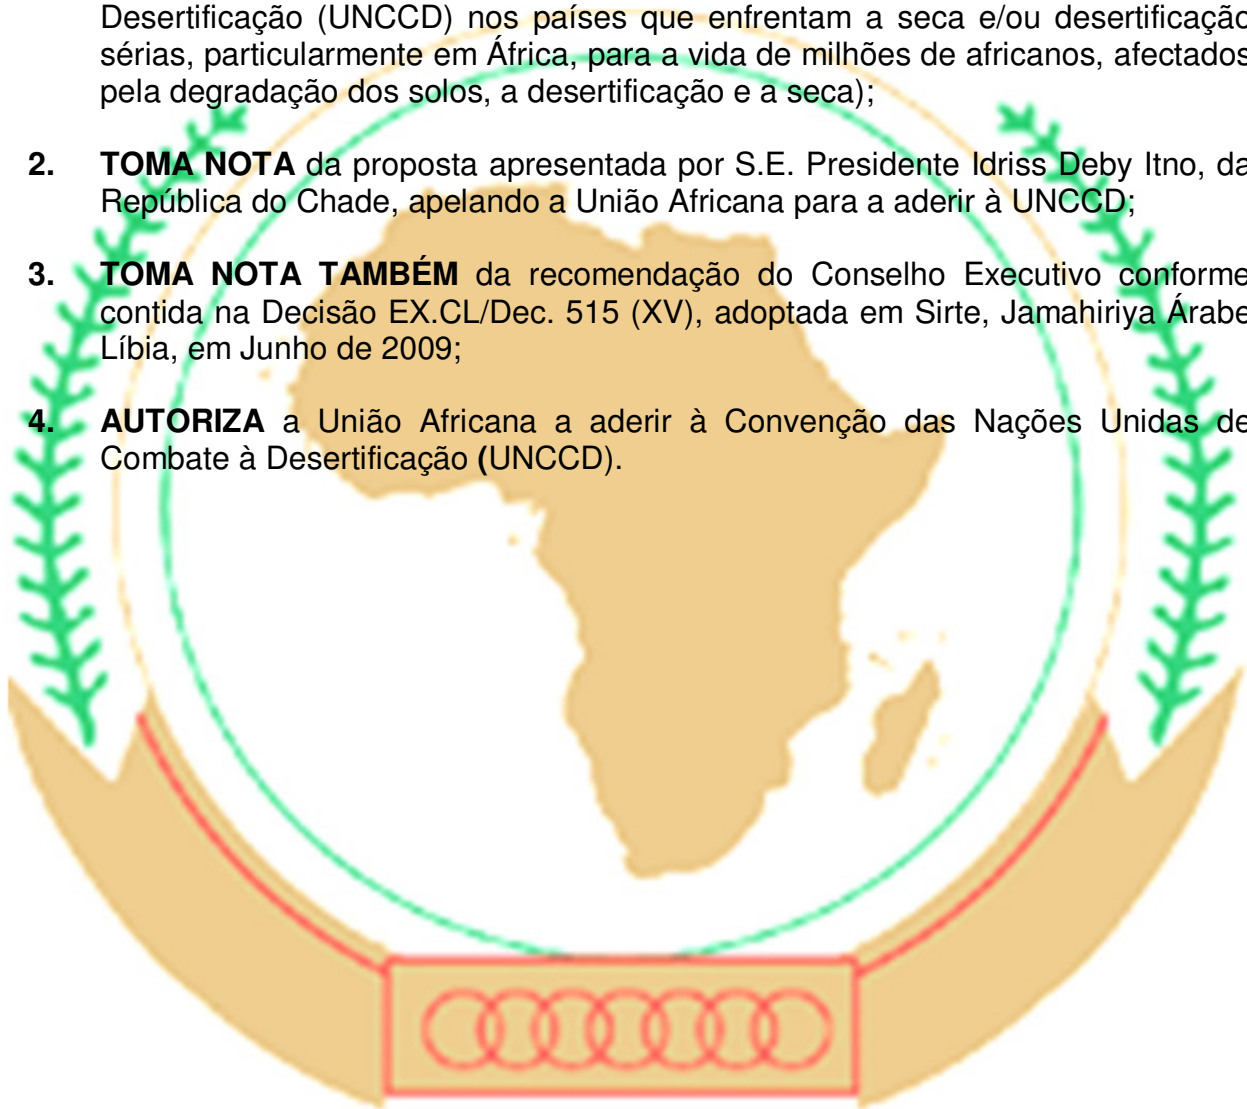 Desertificação (UNCCD) nos países que enfrentam a seca e/ou desertificação
sérias, particularmente em África, para a vida de milhões de africanos, afectados
pela degradação dos solos, a desertificação e a seca);
2. TOMA NOTA da proposta apresentada por S.E. Presidente Idriss Deby Itno, da
República do Chade, apelando a União Africana para a aderir à UNCCD;
3. TOMA NOTA TAMBÉM da recomendação do Conselho Executivo conforme
contida na Decisão EX.CL/Dec. 515 (XV), adoptada em Sirte, Jamahiriya Árabe
Líbia, em Junho de 2009;
4. AUTORIZA a União Africana a aderir à Convenção das Nações Unidas de
Combate à Desertificação (UNCCD).